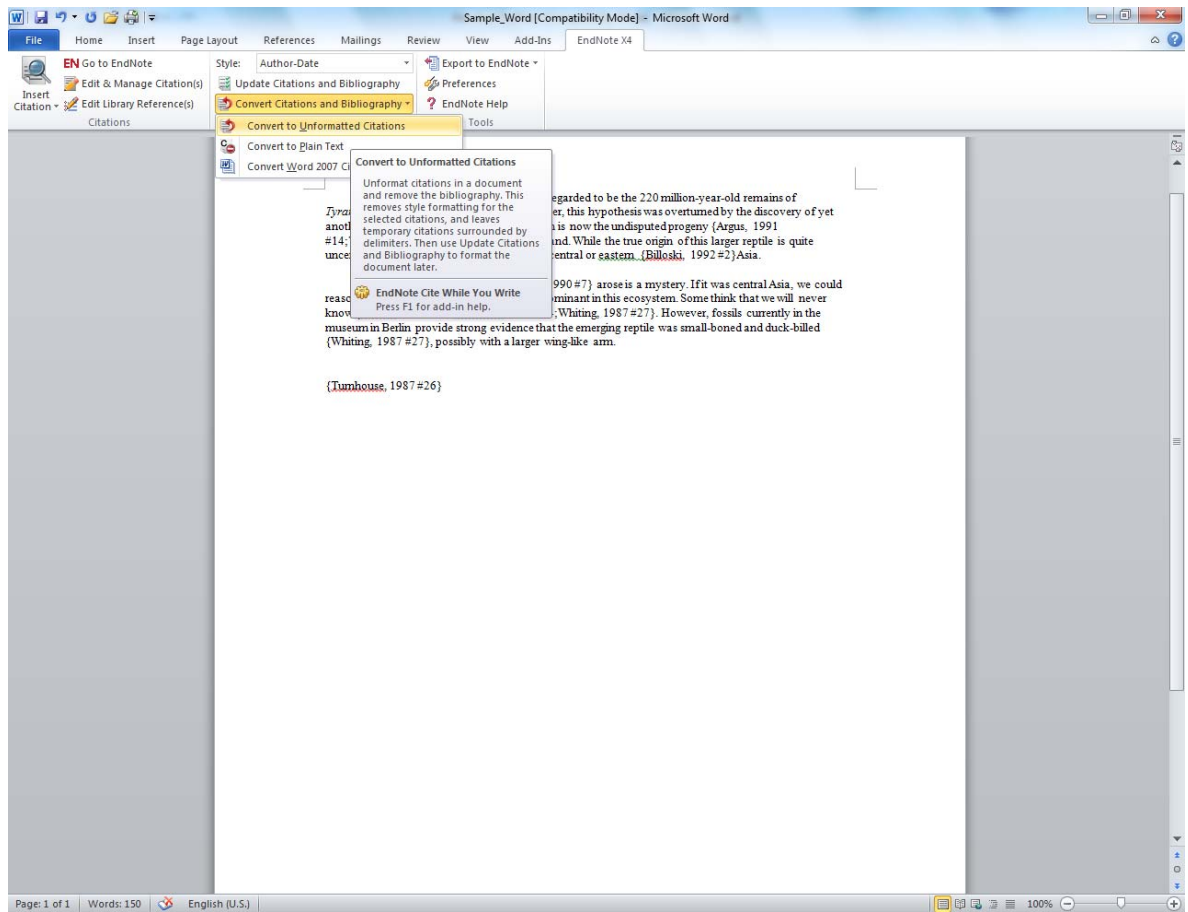 Sample_Word [Compatibility Mode] - Microsoft Word
File Home Insert Page Layout References Mailings Review View Add-Ins EndNote X4
EN Go to EndNote
Edit & Manage Citation(s)
Edit Library Reference(s)
Insert
Citation
Citations
Style: Author-Date
Update Citations and Bibliography
Convert Citations and Bibliography
Export to EndNote
Preferences
EndNote Help
Tools
Convert to Unformatted Citations
Convert to Plain Text
Convert Word 2007 Ci
Convert to Unformatted Citations
Unformat citations in a document
and remove the bibliography. This
removes style formatting for the
selected citations, and leaves
temporary citations surrounded by
delimiters. Then use Update Citations
and Bibliography to format the
document later.
EndNote Cite While You Write
Press F1 for add-in help.
egarded to be the 220 million-year-old remains of
er, this hypothesis was overturned by the discovery of yet
is now the undisputed progeny {Argus, 1991
#14; nd. While the true origin of this larger reptile is quite
entral or eastern {Billoski, 1992 #2}Asia.
990 #7} arose is a mystery. If it was central Asia, we could
reaso ominant in this ecosystem. Some think that we will never
know ;Whiting, 1987 #27}. However, fossils currently in the
museum in Berlin provide strong evidence that the emerging reptile was small-boned and duck-billed
{Whiting, 1987 #27}, possibly with a larger wing-like arm.
{Turnhouse, 1987 #26}
Page: 1 of 1 Words: 150 English (U.S.) 100%